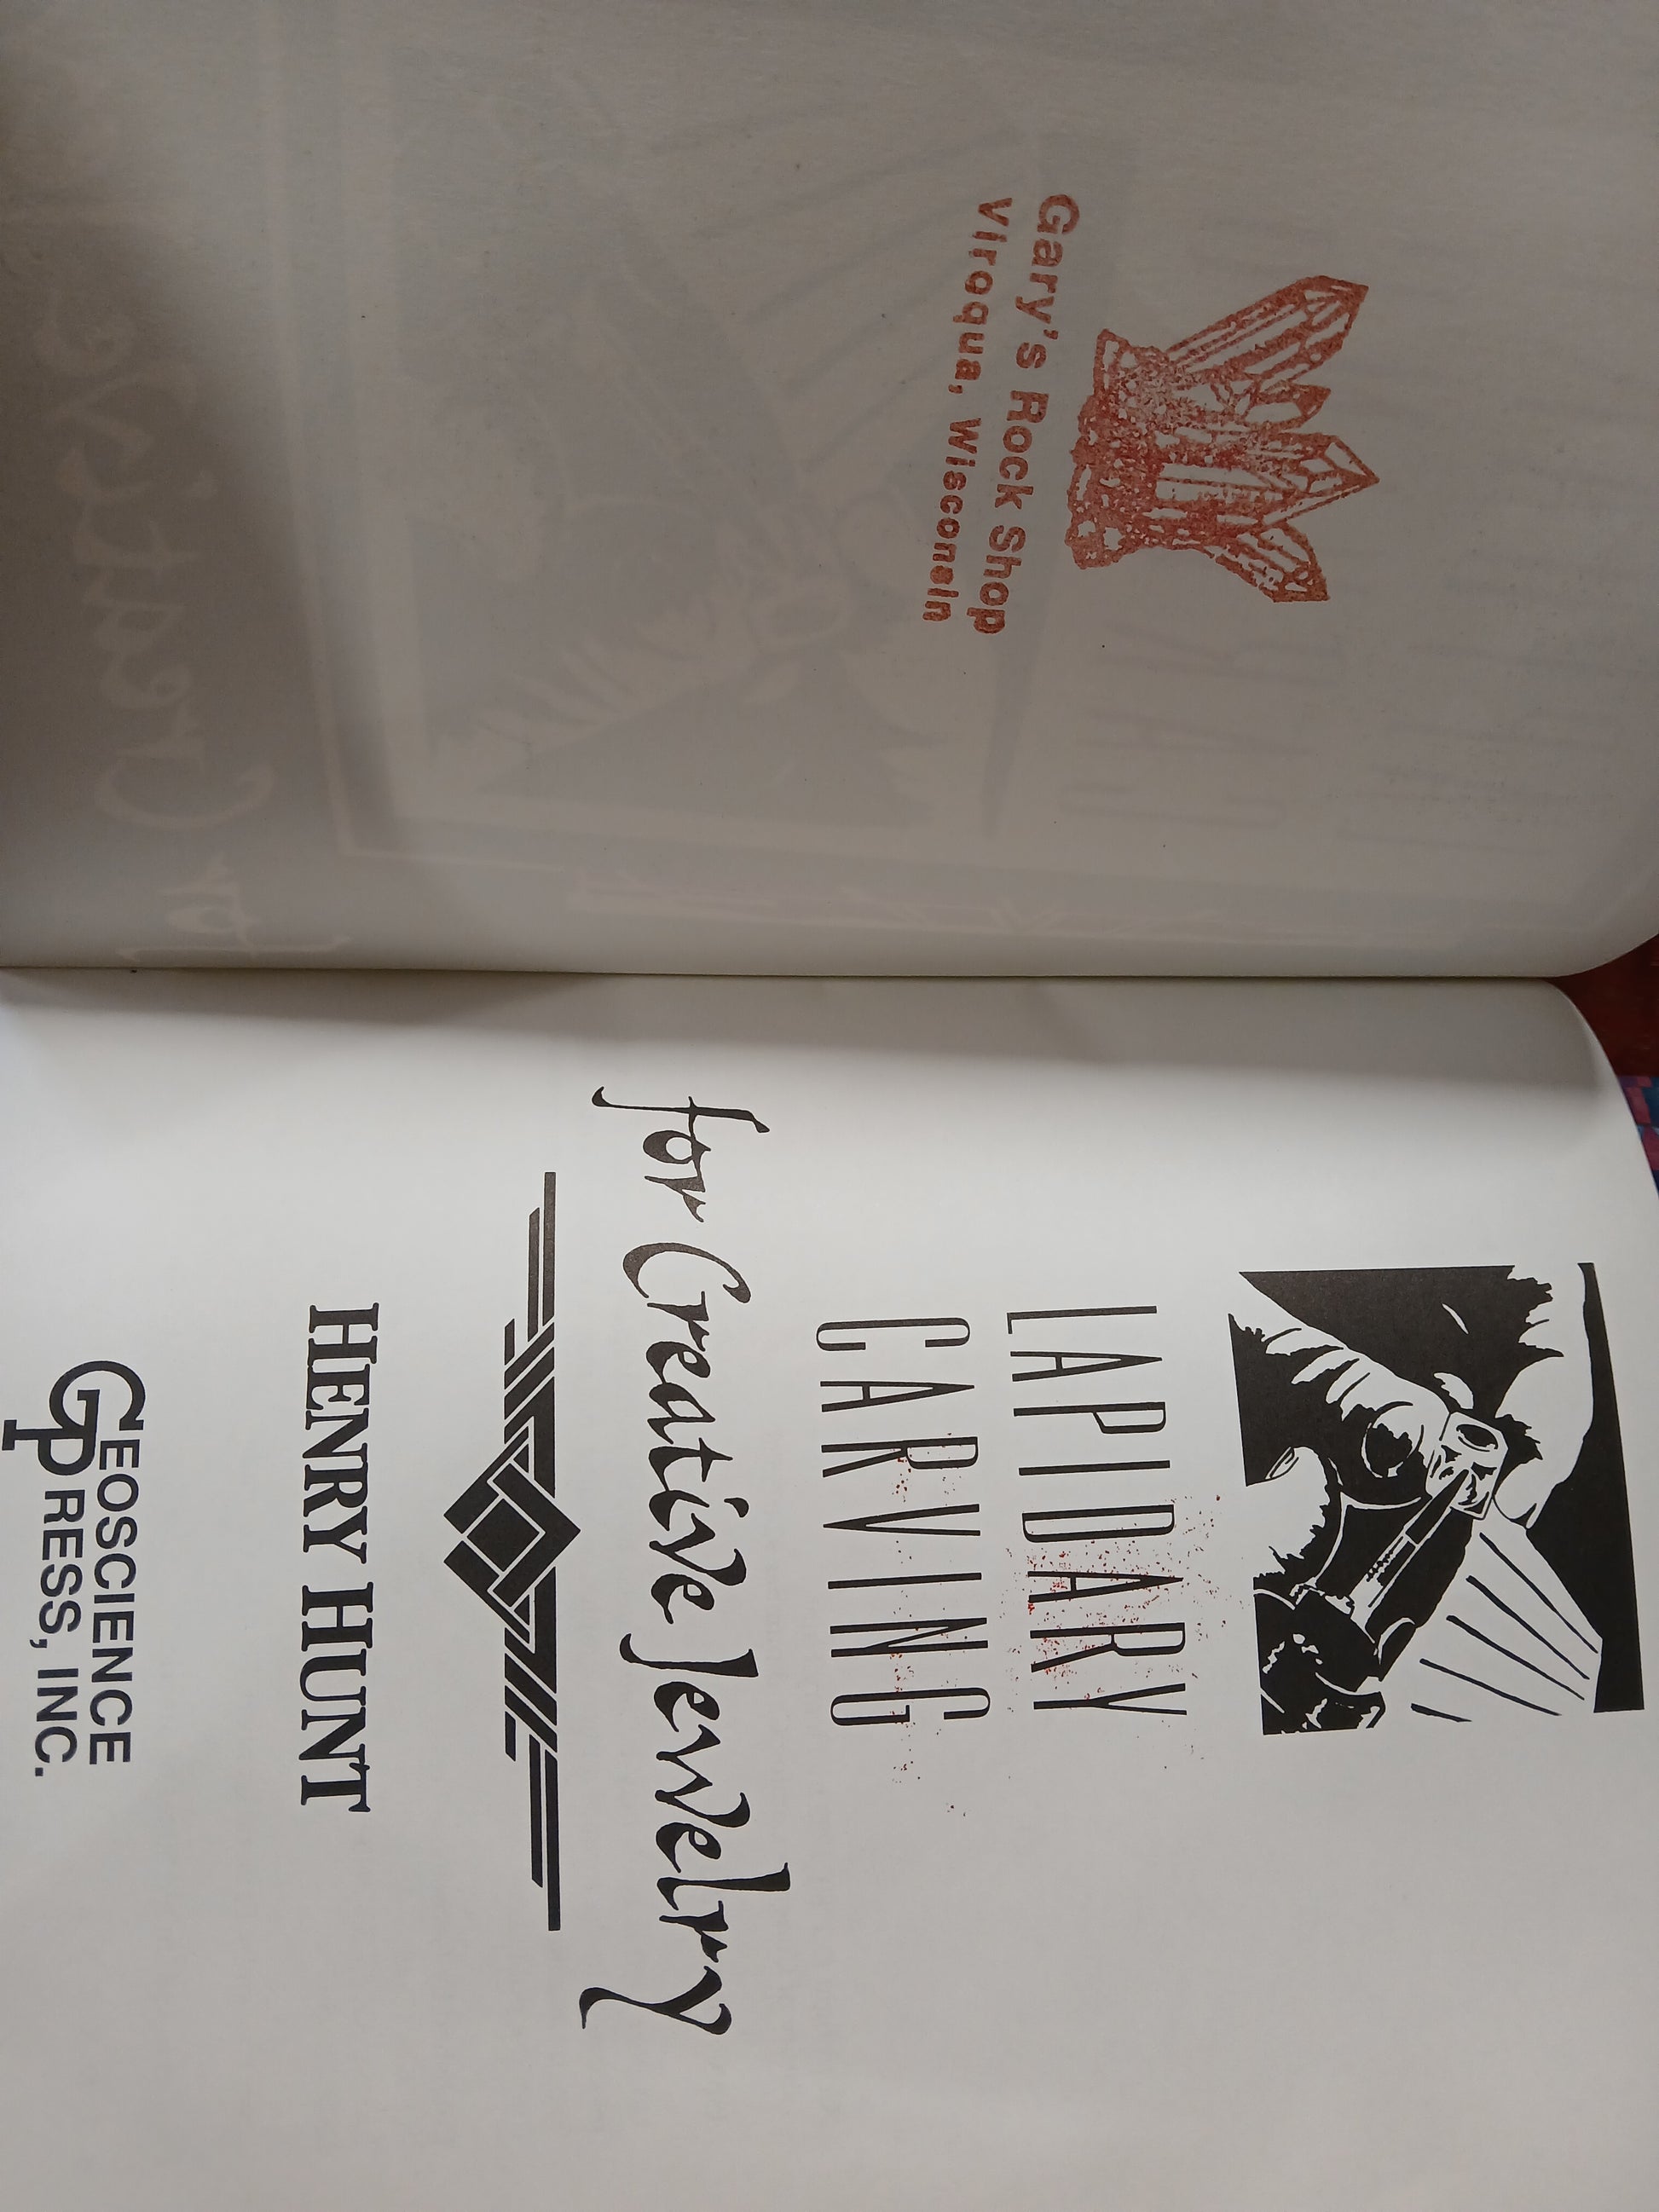 Gary's Rock Shop
Viroqua, Wisconsin
LAPIDARY
CARVING
for Creative Jewelry
HENRY HUNT
GEOSCIENCE
PRESS, INC.